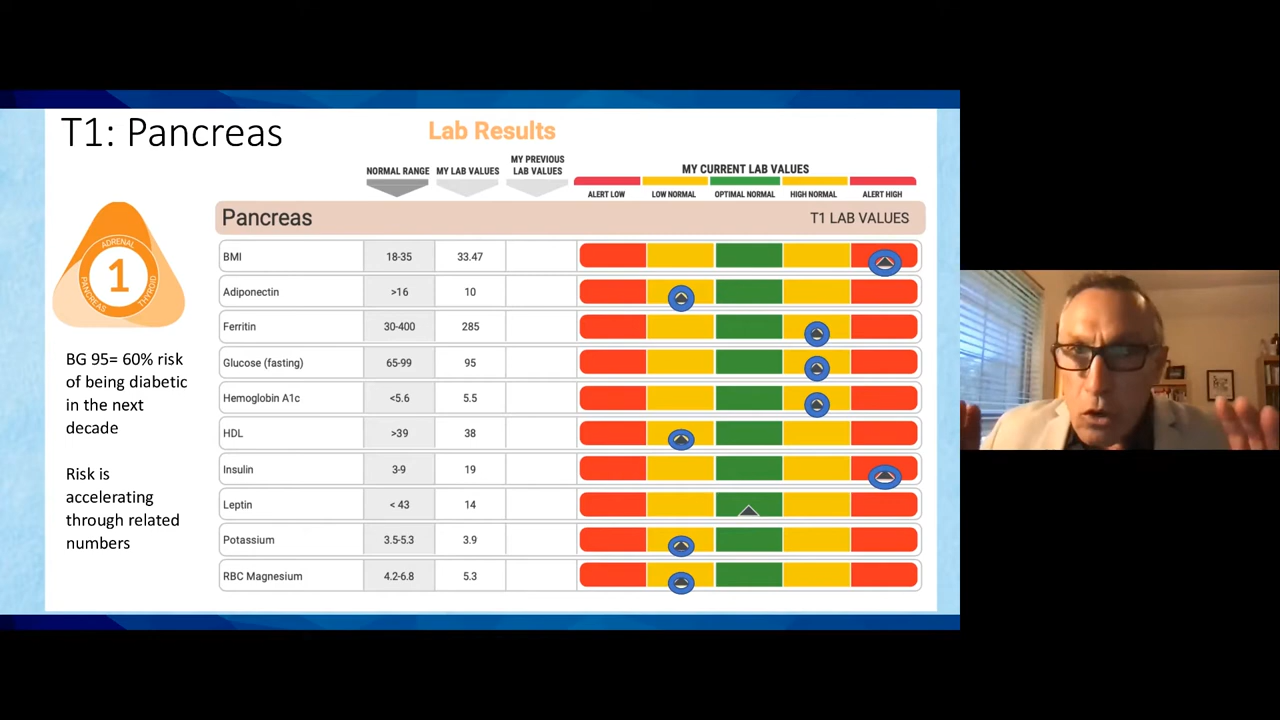 T1: Pancreas
Lab Results
NORMAL RANGE MY LAB VALUES MY PREVIOUS LAB VALUES MY CURRENT LAB VALUES
ALERT LOW LOW NORMAL OPTIMAL NORMAL HIGH NORMAL ALERT HIGH
Pancreas T1 LAB VALUES
BMI 18-35 33.47
Adiponectin >16 10
Ferritin 30-400 285
Glucose (fasting) 65-99 95
Hemoglobin A1c <5.6 5.5
HDL >39 38
Insulin 3-9 19
Leptin < 43 14
Potassium 3.5-5.3 3.9
RBC Magnesium 4.2-6.8 5.3
ADRENAL
1
PANCREAS
THYROID
BG 95= 60% risk
of being diabetic
in the next
decade
Risk is
accelerating
through related
numbers